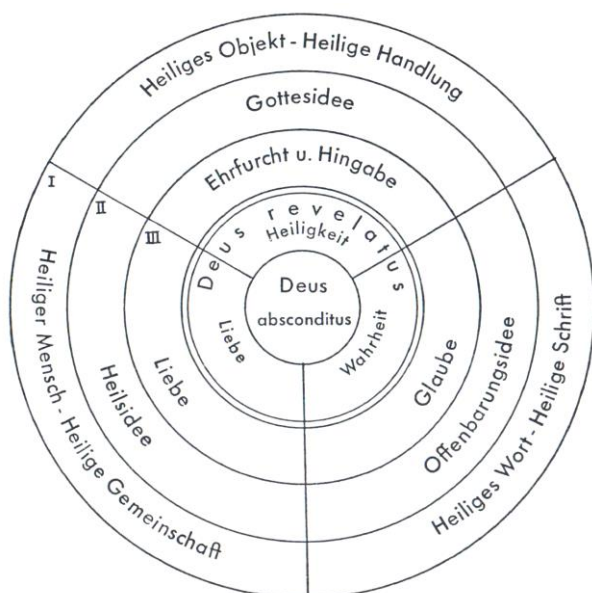 Heiliges Objekt - Heilige Handlung
Gottesidee
Ehrfurcht u. Hingabe
Deus revelatus
Heiligkeit
Deus
absconditus
Liebe
Wahrheit
I
II
III
Heiliger Mensch - Heilige Gemeinschaft
Heilsidee
Liebe
Glaube
Offenbarungsidee
Heiliges Wort - Heilige Schrift